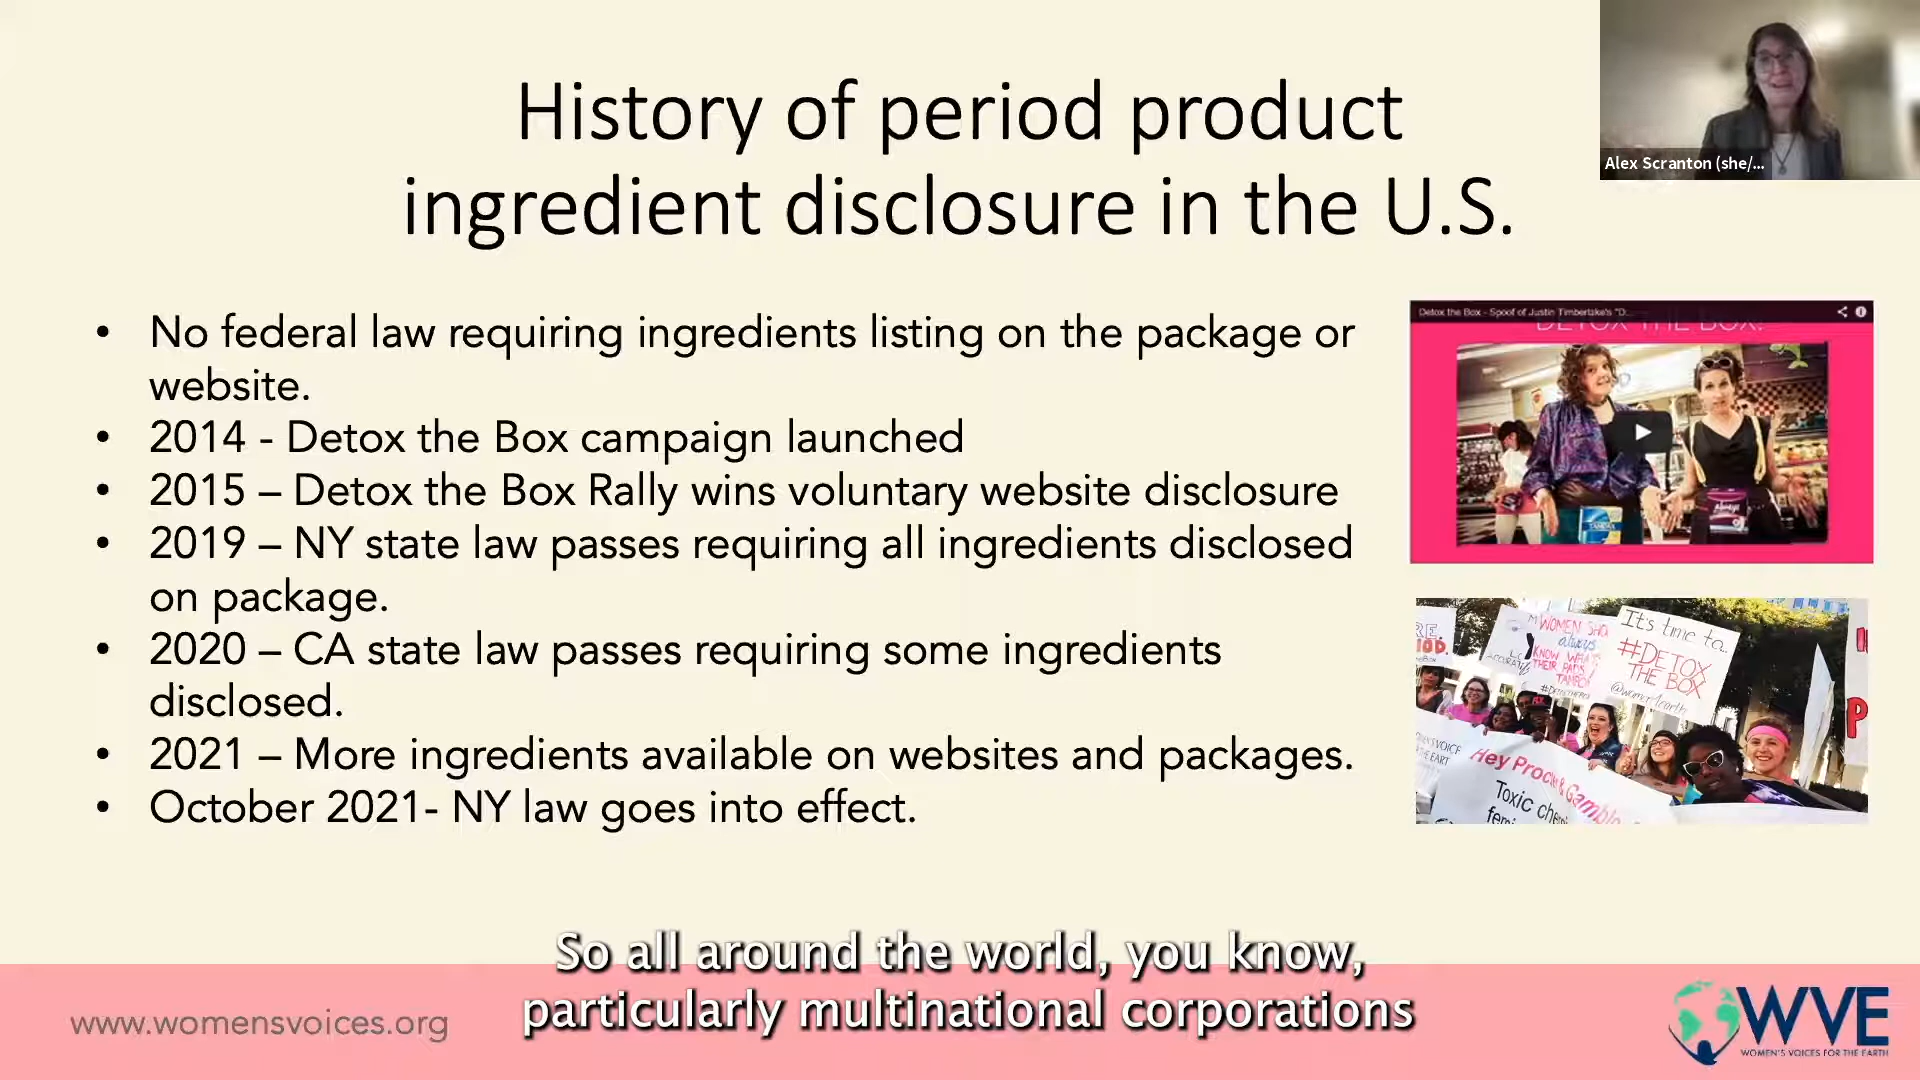 History of period product
ingredient disclosure in the U.S.
Alex Scranton (she/...
• No federal law requiring ingredients listing on the package or
website.
• 2014 - Detox the Box campaign launched
• 2015 – Detox the Box Rally wins voluntary website disclosure
• 2019 – NY state law passes requiring all ingredients disclosed
on package.
• 2020 – CA state law passes requiring some ingredients
disclosed.
• 2021 – More ingredients available on websites and packages.
• October 2021- NY law goes into effect.
Detox the Box - Spoof of Justin Timberlake's "D...
DETOX THE BOX!
TAMPAX
Always
WOMEN
always
KNOW
THEIR PADS
It's time to..
#DETOX
THE BOX
@women4earth
Hey Procter & Gamble
Toxic
So all around the world, you know,
particularly multinational corporations
www.womensvoices.org
WVE
WOMEN'S VOICES FOR THE EARTH